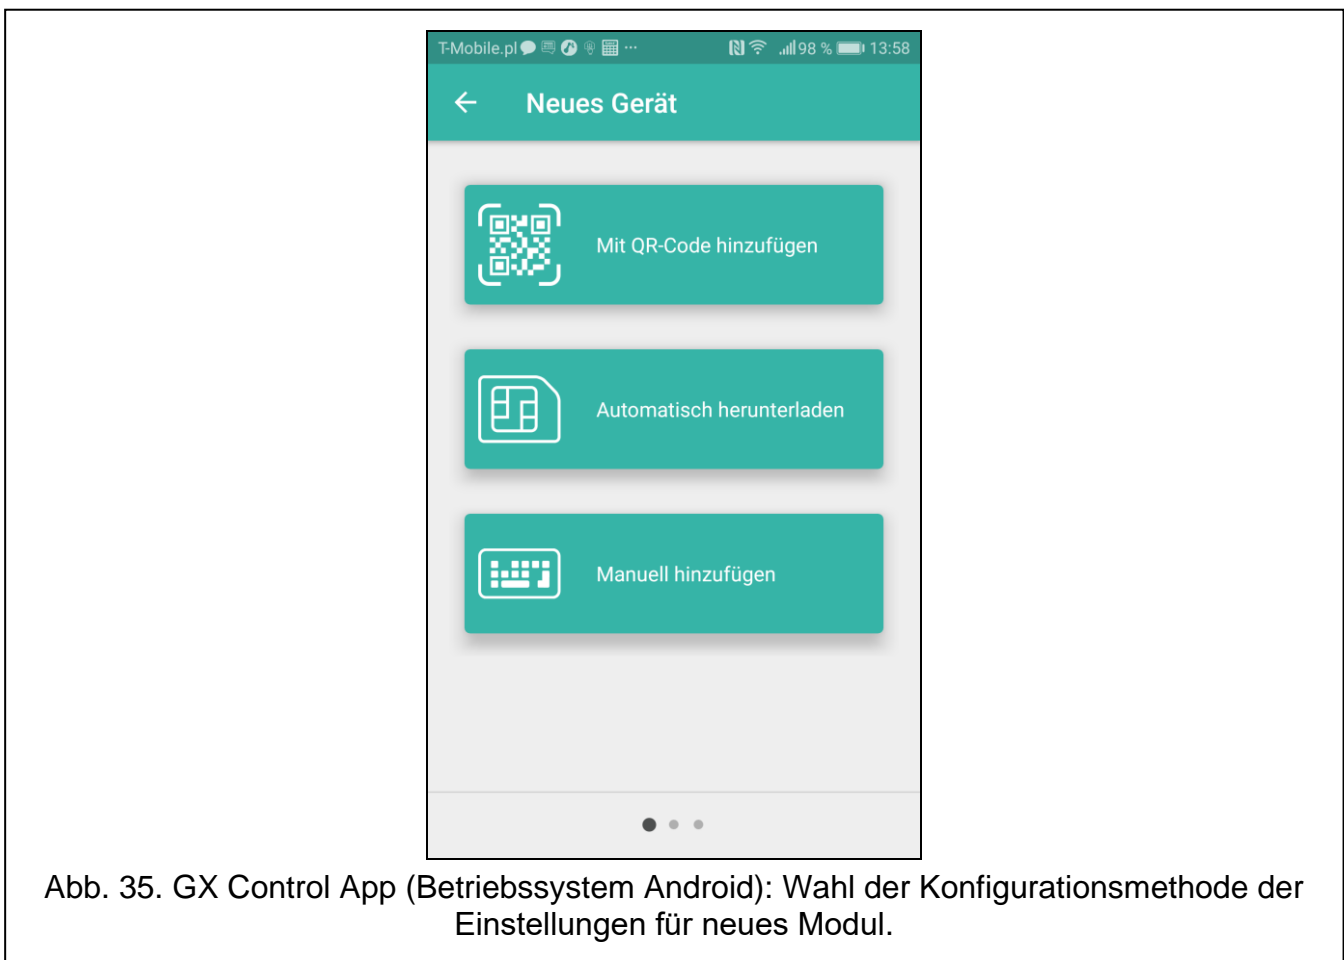 T-Mobile.pl 98 % 13:58
Neues Gerät
Mit QR-Code hinzufügen
Automatisch herunterladen
Manuell hinzufügen
Abb. 35. GX Control App (Betriebssystem Android): Wahl der Konfigurationsmethode der
Einstellungen für neues Modul.